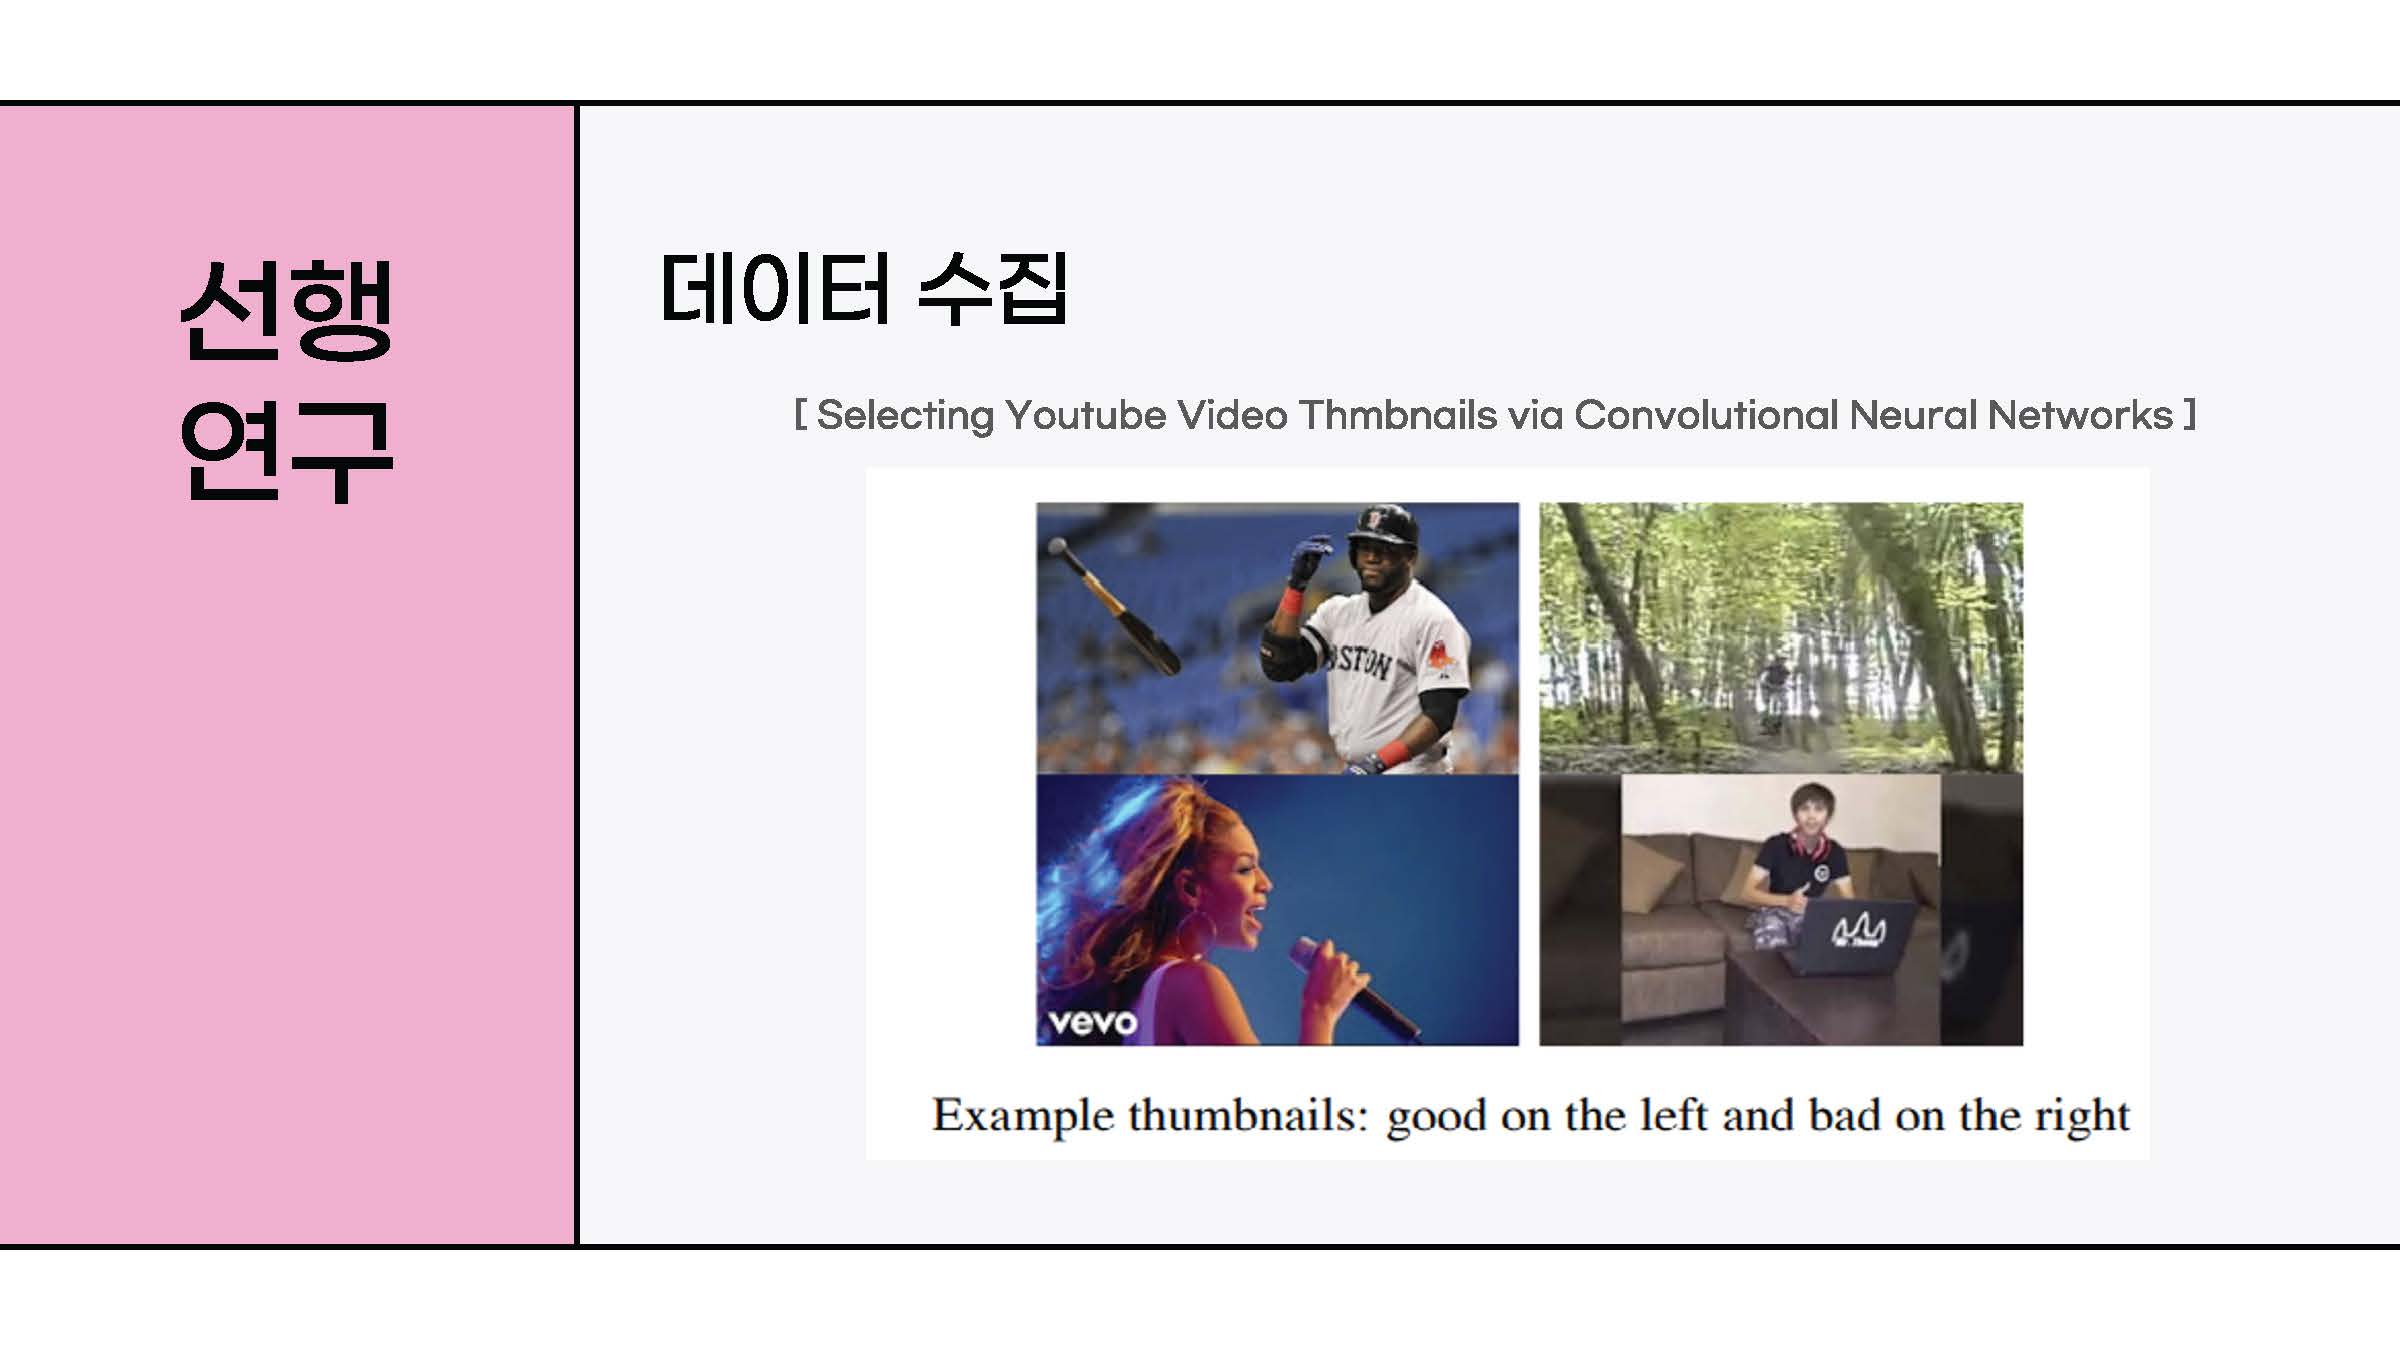 선행
연구
데이터 수집
[ Selecting Youtube Video Thmbnails via Convolutional Neural Networks ]
STON
vevo
Example thumbnails: good on the left and bad on the right